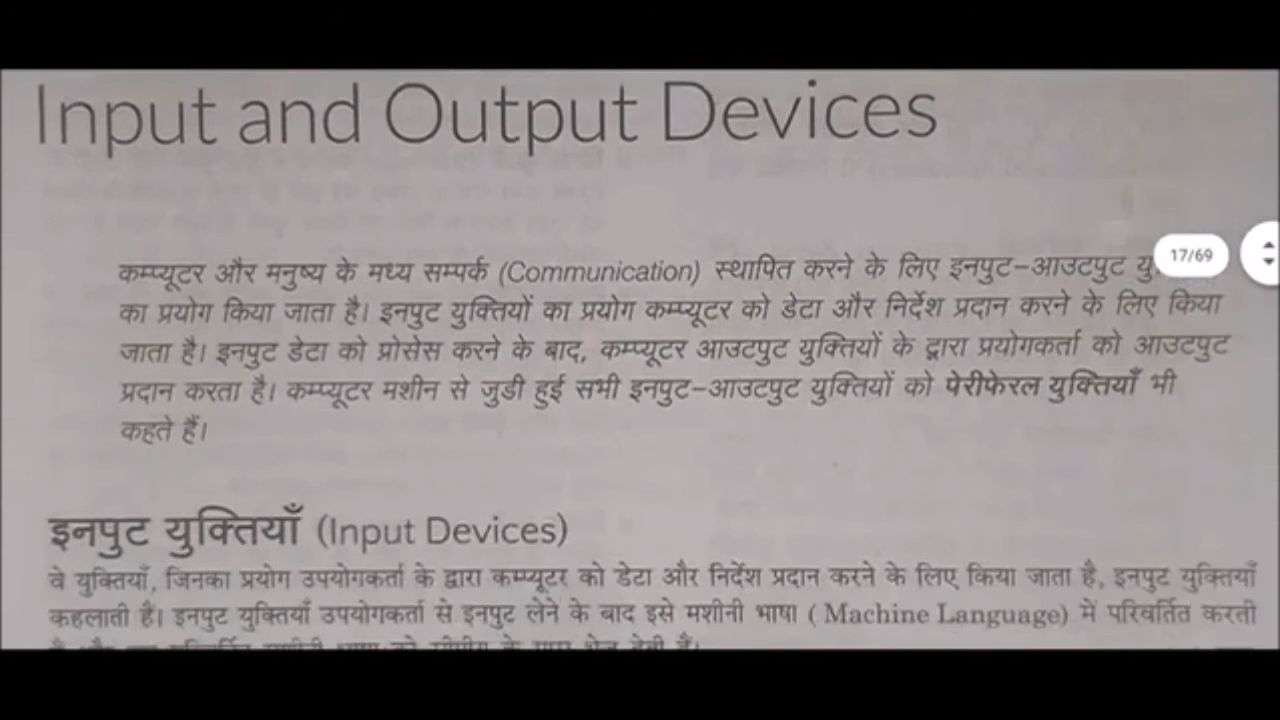 Input and Output Devices
कम्प्यूटर और मनुष्य के मध्य सम्पर्क (Communication) स्थापित करने के लिए इनपुट-आउटपुट
17/69
का प्रयोग किया जाता है। इनपुट युक्तियों का प्रयोग कम्प्यूटर को डेटा और निर्देश प्रदान करने के लिए किया
जाता है। इनपुट डेटा को प्रोसेस करने के बाद, कम्प्यूटर आउटपुट युक्तियों के द्वारा प्रयोगकर्ता को आउटपुट
प्रदान करता है। कम्प्यूटर मशीन से जुडी हुई सभी इनपुट-आउटपुट युक्तियों को पेरीफेरल युक्तियाँ भी
कहते हैं।
इनपुट युक्तियाँ (Input Devices)
वे युक्तियाँ, जिनका प्रयोग उपयोगकर्ता के द्वारा कम्प्यूटर को डेटा और निर्देश प्रदान करने के लिए किया जाता है, इनपुट युक्तियाँ
कहलाती हैं। इनपुट युक्तियाँ उपयोगकर्ता से इनपुट लेने के बाद इसे मशीनी भाषा ( Machine Language) में परिवर्तित करती